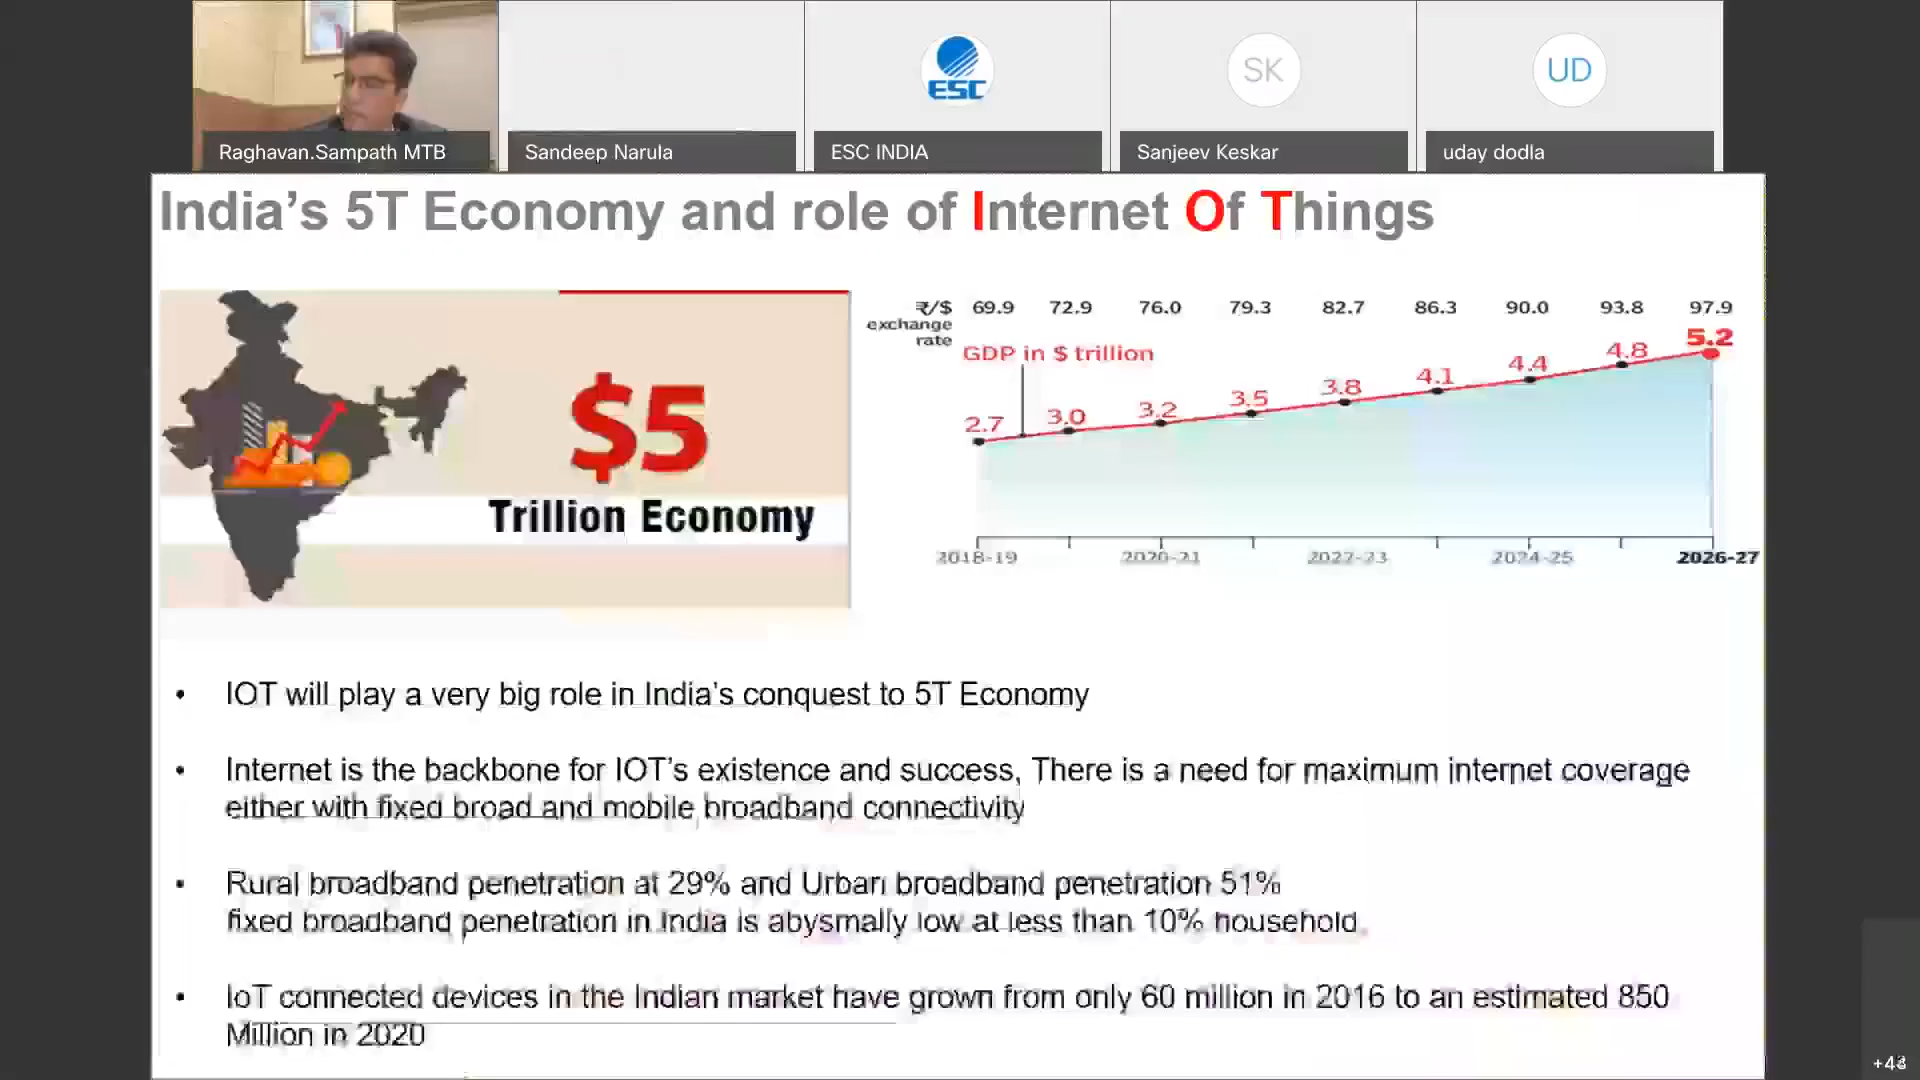 ESC
SK
UD
Raghavan.Sampath MTB
Sandeep Narula
ESC INDIA
Sanjeev Keskar
uday dodla
India's 5T Economy and role of Internet Of Things
$5
Trillion Economy
₹/$ exchange rate
69.9 72.9 76.0 79.3 82.7 86.3 90.0 93.8 97.9
GDP in $ trillion
2.7 3.0 3.2 3.5 3.8 4.1 4.4 4.8 5.2
2018-19 2020-21 2022-23 2024-25 2026-27
• IOT will play a very big role in India's conquest to 5T Economy
• Internet is the backbone for IOT's existence and success, There is a need for maximum internet coverage
either with fixed broad and mobile broadband connectivity
• Rural broadband penetration at 29% and Urban broadband penetration 51%
fixed broadband penetration in India is abysmally low at less than 10% household.
• IoT connected devices in the Indian market have grown from only 60 million in 2016 to an estimated 850
Million in 2020